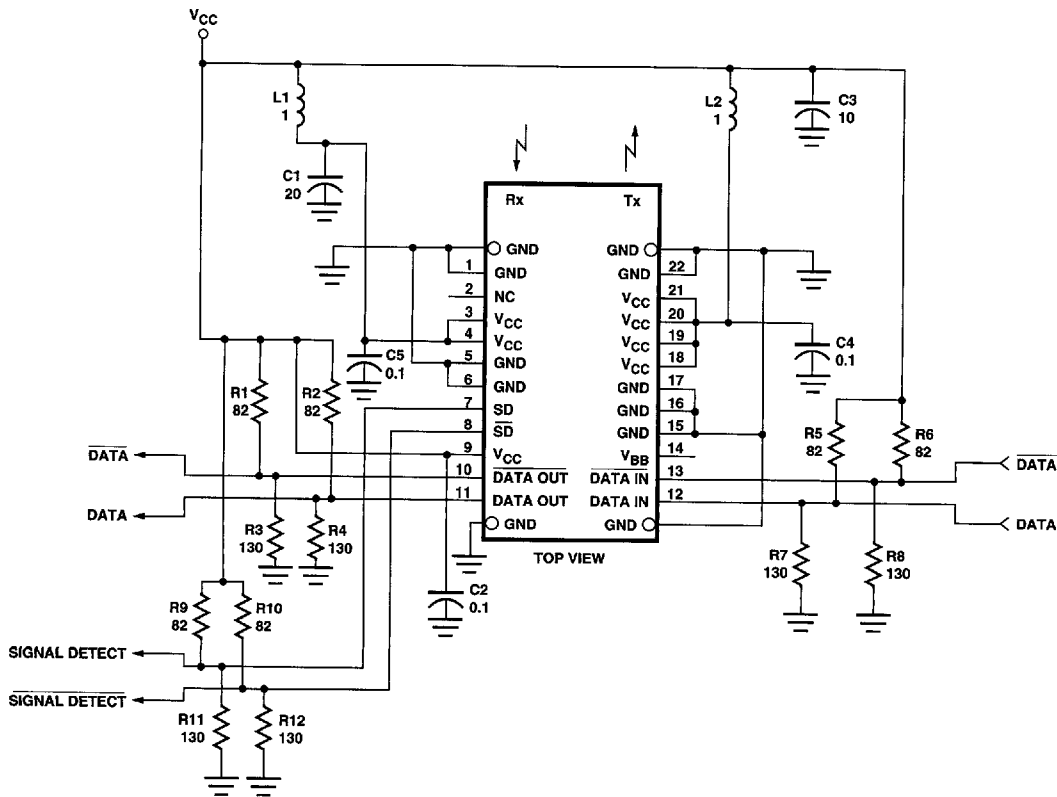 VCC
L1
1
C1
20
L2
1
C3
10
Rx
Tx
GND
GND
1
GND
22
GND
2
NC
21
VCC
3
VCC
20
VCC
4
VCC
19
VCC
5
GND
18
VCC
6
GND
17
GND
7
SD
16
GND
8
SD
15
GND
9
VCC
14
VBB
10
DATA OUT
13
DATA IN
11
DATA OUT
12
DATA IN
GND
GND
TOP VIEW
C5
0.1
C4
0.1
R1
82
R2
82
R5
82
R6
82
DATA
DATA
DATA
DATA
R3
130
R4
130
R7
130
R8
130
C2
0.1
R9
82
R10
82
SIGNAL DETECT
SIGNAL DETECT
R11
130
R12
130